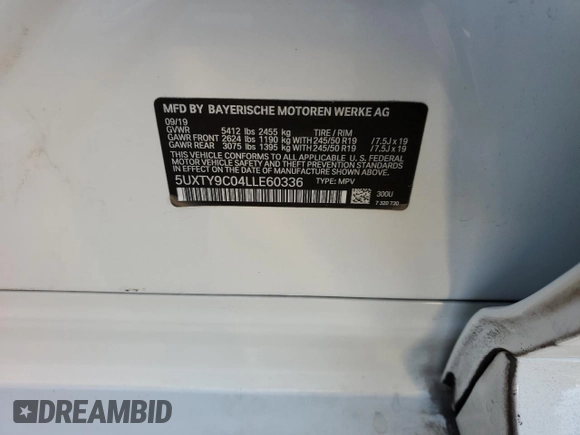 MFD BY BAYERISCHE MOTOREN WERKE AG
09/19
GVWR 5412 lbs 2455 kg TIRE / RIM
GAWR FRONT 2624 lbs 1190 kg WITH 245/50 R19 / 7.5J x 19
GAWR REAR 3075 lbs 1395 kg WITH 245/50 R19 / 7.5J x 19
THIS VEHICLE CONFORMS TO ALL APPLICABLE U.S. FEDERAL
MOTOR VEHICLE SAFETY AND THEFT PREVENTION STANDARDS
IN EFFECT ON THE DATE OF MANUFACTURE SHOWN ABOVE.
5UXTY9C04LLE60336 TYPE: MPV
300U
7 320 730
DREAMBID